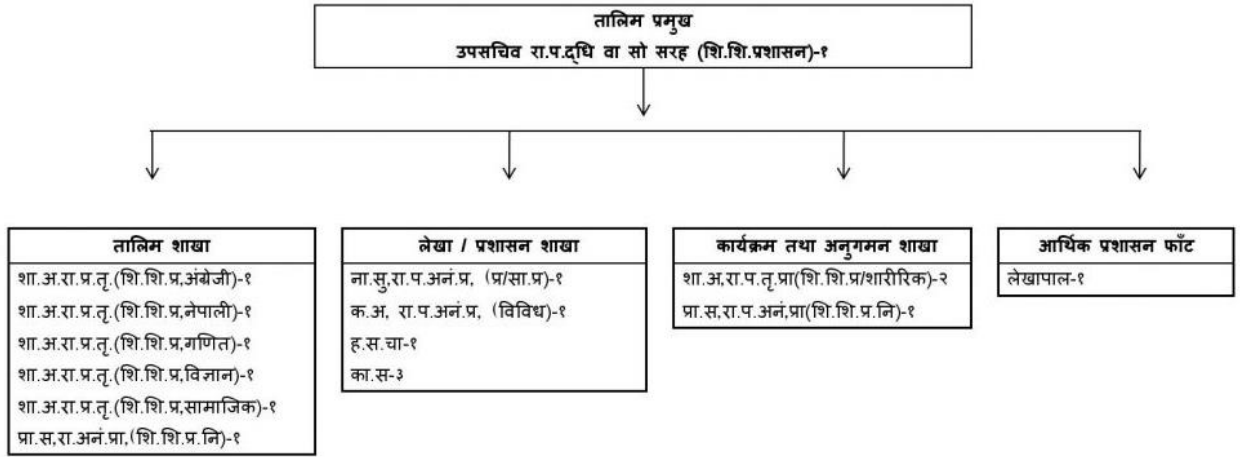 तालिम प्रमुख
उपसचिव रा.प.द्धि वा सो सरह (शि.शि.प्रशासन)-१
तालिम शाखा
शा.अ.रा.प्र.तृ.(शि.शि.प्र,अंग्रेजी)-१
शा.अ.रा.प्र.तृ.(शि.शि.प्र,नेपाली)-१
शा.अ.रा.प्र.तृ.(शि.शि.प्र,गणित)-१
शा.अ.रा.प्र.तृ.(शि.शि.प्र,विज्ञान)-१
शा.अ.रा.प्र.तृ.(शि.शि.प्र,सामाजिक)-१
प्रा.स,रा.अनं.प्रा,(शि.शि.प्र.नि)-१
लेखा / प्रशासन शाखा
ना.सु,रा.प.अनं.प्र, (प्र/सा.प्र)-१
क.अ, रा.प.अनं.प्र, (विविध)-१
ह.स.चा-१
का.स-३
कार्यक्रम तथा अनुगमन शाखा
शा.अ,रा.प.तृ.प्रा(शि.शि.प्र/शारीरिक)-२
प्रा.स,रा.प.अनं,प्रा(शि.शि.प्र.नि)-१
आर्थिक प्रशासन फाँट
लेखापाल-१